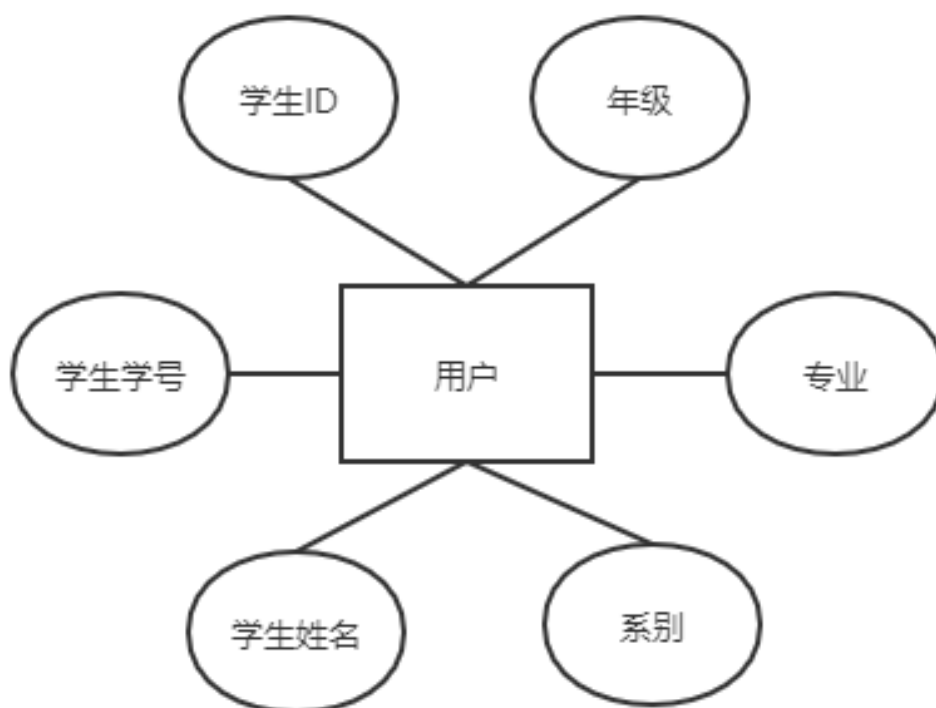 学生ID
年级
学生学号
用户
专业
学生姓名
系别